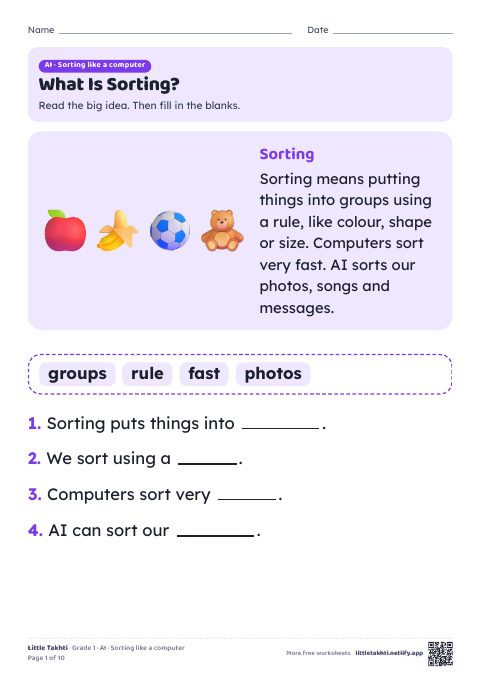 Name Date
AI · Sorting like a computer
What Is Sorting?
Read the big idea. Then fill in the blanks.
Sorting
Sorting means putting
things into groups using
a rule, like colour, shape
or size. Computers sort
very fast. AI sorts our
photos, songs and
messages.
groups rule fast photos
1. Sorting puts things into ________.
2. We sort using a ______.
3. Computers sort very ______.
4. AI can sort our ________.
Little Takhti · Grade 1 · AI · Sorting like a computer
Page 1 of 10
More free worksheets · littletakhti.netlify.app